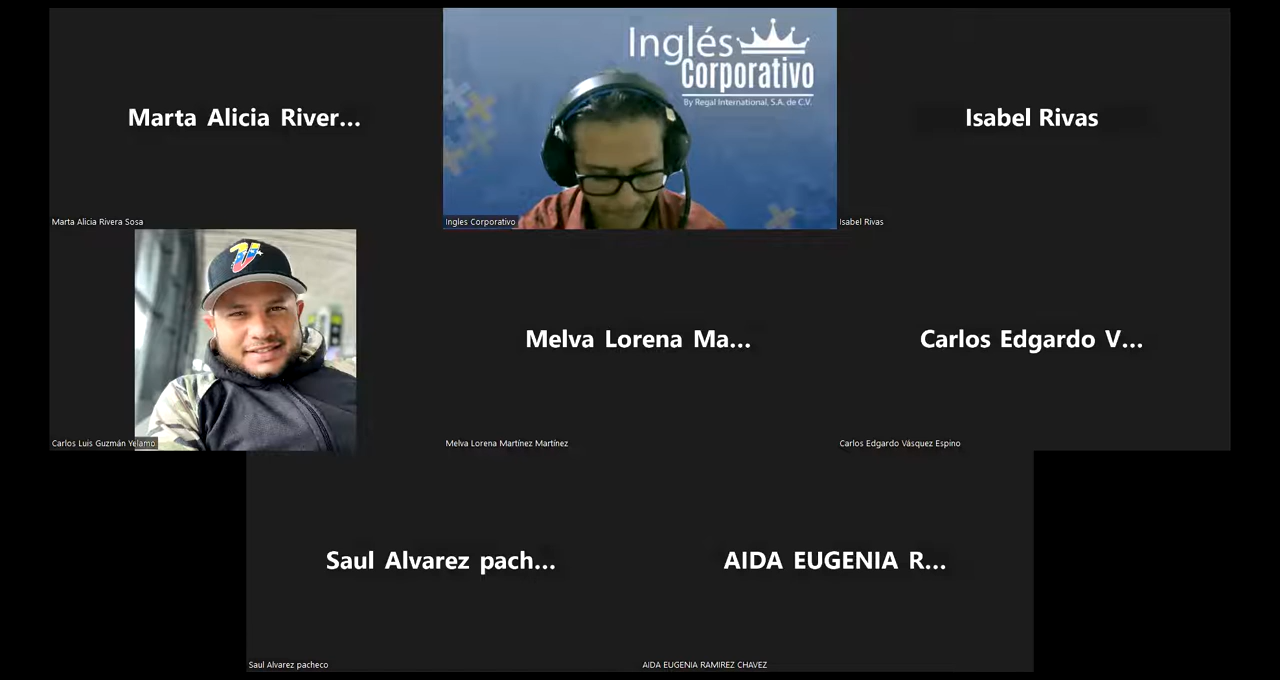 Marta Alicia River...
Marta Alicia Rivera Sosa
Inglés
Corporativo
By Regal International, S.A. de C.V.
Ingles Corporativo
Isabel Rivas
Isabel Rivas
Carlos Luis Guzmán Yelamo
Melva Lorena Ma...
Melva Lorena Martínez Martínez
Carlos Edgardo V...
Carlos Edgardo Vásquez Espino
Saul Alvarez pach...
Saul Alvarez pacheco
AIDA EUGENIA R...
AIDA EUGENIA RAMIREZ CHAVEZ